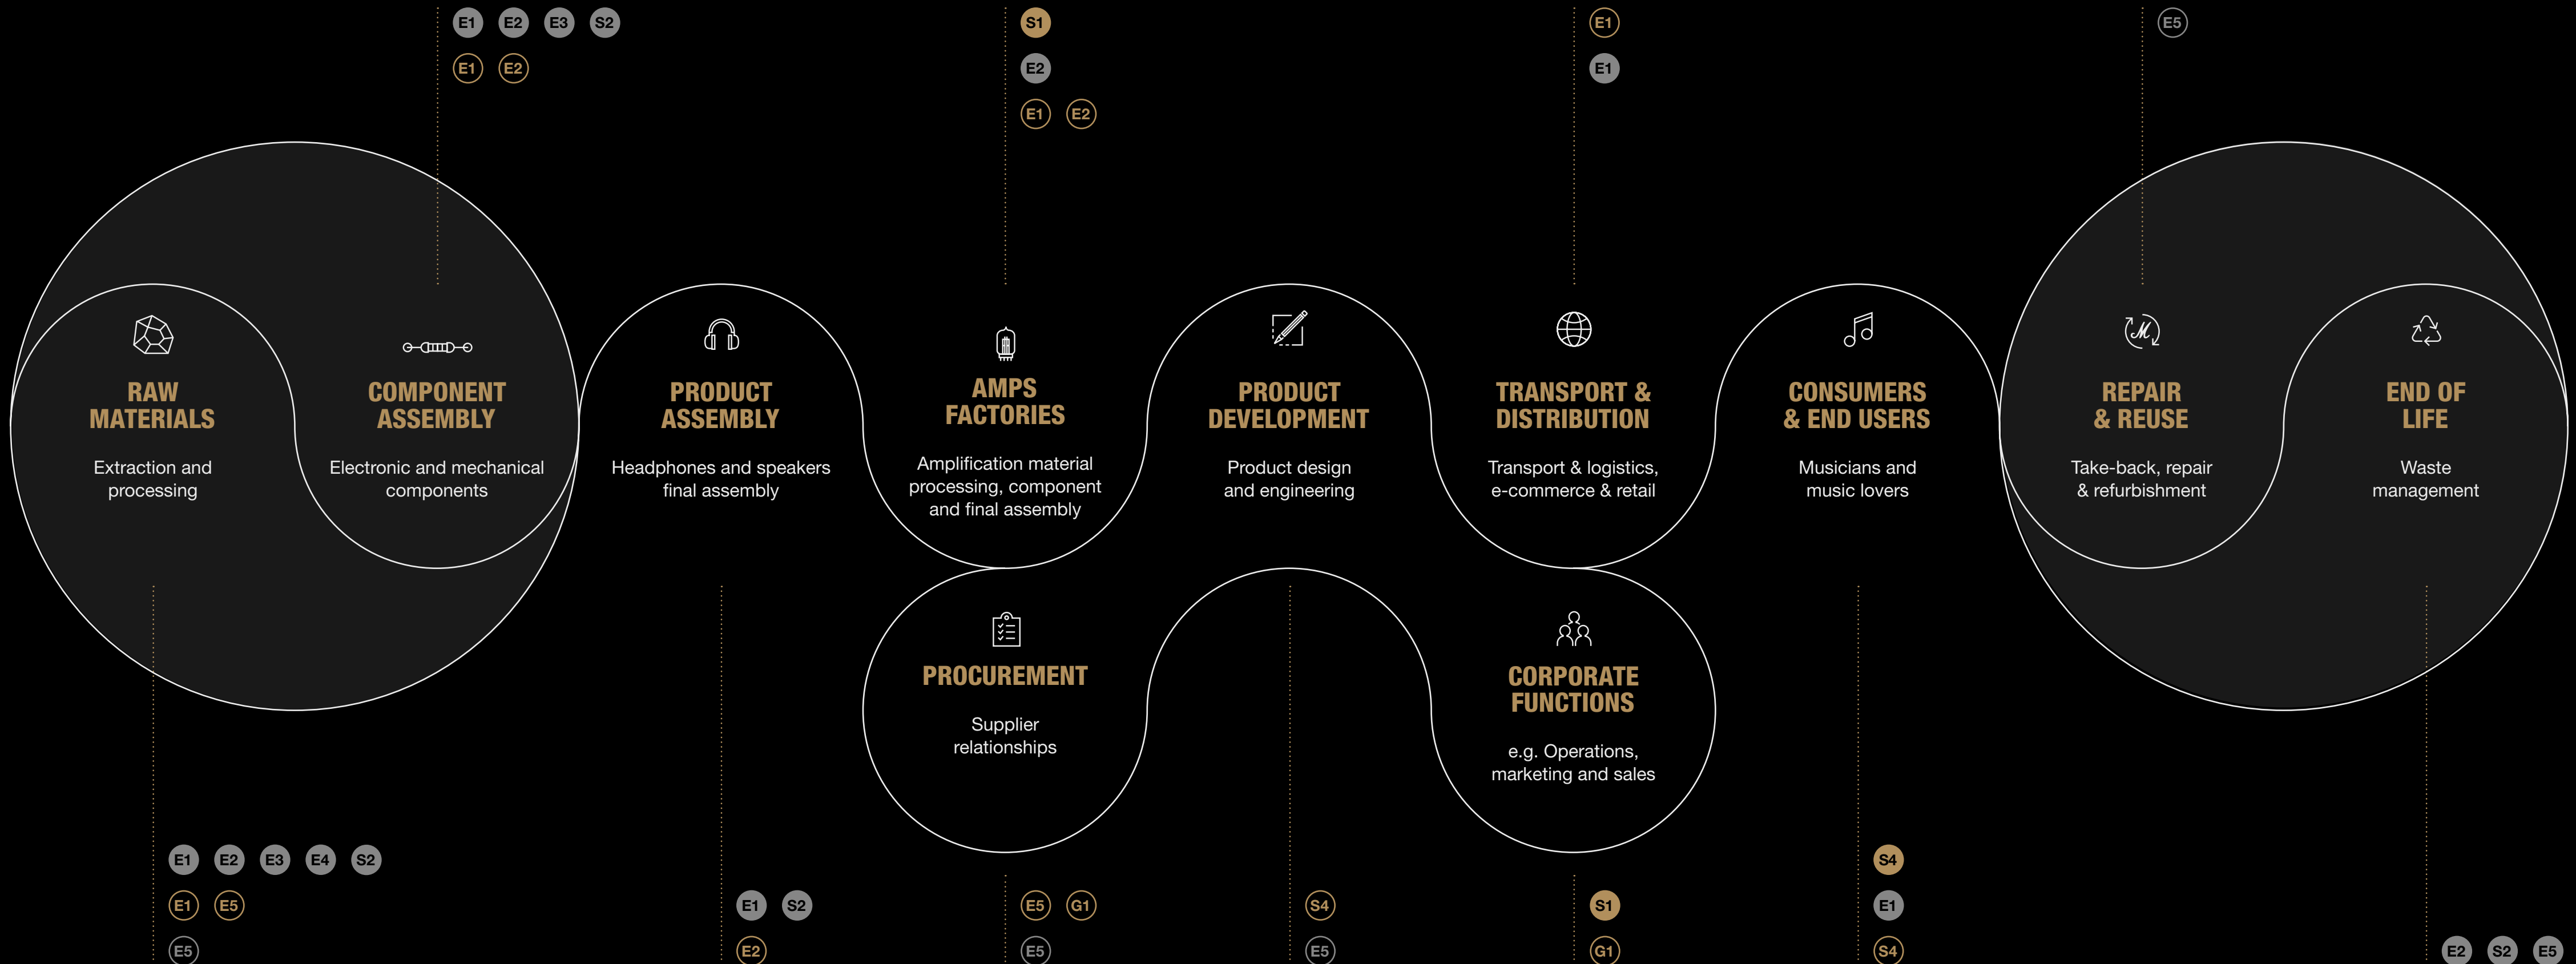 E1 E2 E3 S2
E1 E2
S1
E2
E1 E2
E1
E1
E5
RAW
MATERIALS
Extraction and
processing
COMPONENT
ASSEMBLY
Electronic and mechanical
components
PRODUCT
ASSEMBLY
Headphones and speakers
final assembly
AMPS
FACTORIES
Amplification material
processing, component
and final assembly
PRODUCT
DEVELOPMENT
Product design
and engineering
TRANSPORT &
DISTRIBUTION
Transport & logistics,
e-commerce & retail
CONSUMERS
& END USERS
Musicians and
music lovers
M
REPAIR
& REUSE
Take-back, repair
& refurbishment
END OF
LIFE
Waste
management
PROCUREMENT
Supplier
relationships
CORPORATE
FUNCTIONS
e.g. Operations,
marketing and sales
E1 E2 E3 E4 S2
E1 E5
E5
E1 S2
E2
E5 G1
E5
S4
E5
S1
G1
S4
E1
S4
E2 S2 E5